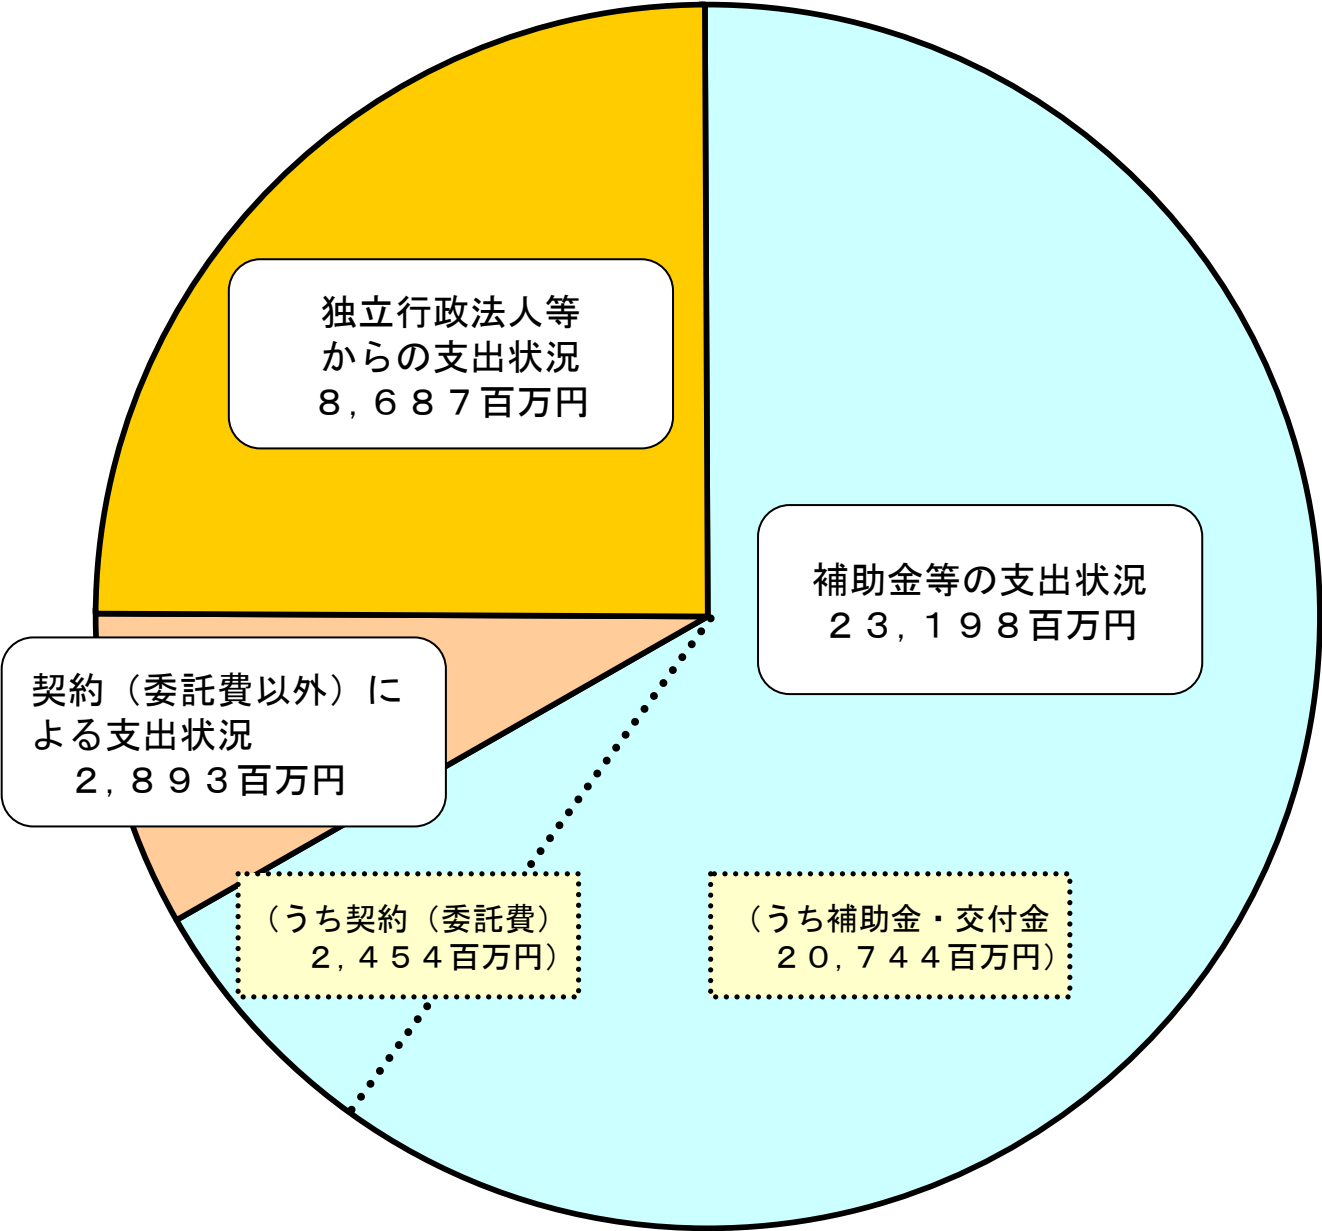 独立行政法人等
からの支出状況
８，６８７百万円
補助金等の支出状況
２３，１９８百万円
契約（委託費以外）に
よる支出状況
２，８９３百万円
（うち契約（委託費）
２，４５４百万円）
（うち補助金・交付金
２０，７４４百万円）